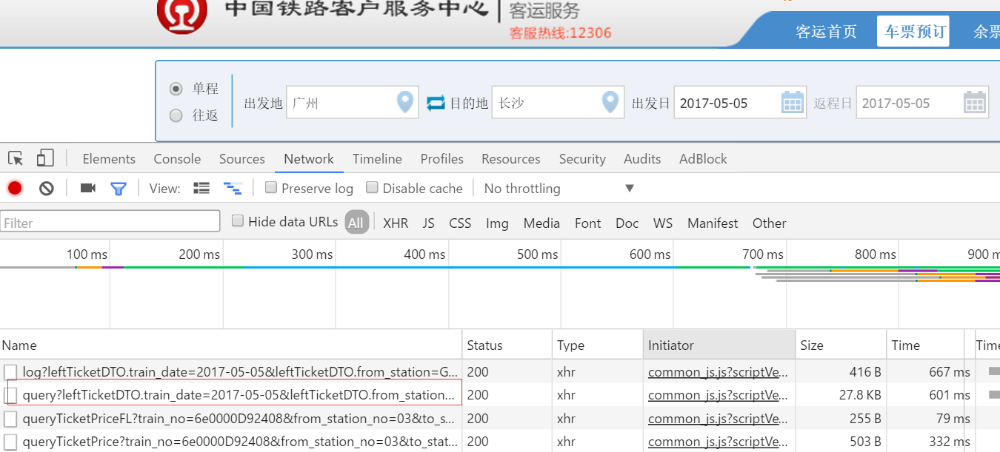 中国铁路客户服务中心 | 客运服务
客服热线:12306
客运首页 车票预订 余票
单程
往返
出发地 广州 目的地 长沙 出发日 2017-05-05 返程日 2017-05-05
Elements Console Sources Network Timeline Profiles Resources Security Audits AdBlock
View: Preserve log Disable cache No throttling
Filter Hide data URLs All XHR JS CSS Img Media Font Doc WS Manifest Other
100 ms 200 ms 300 ms 400 ms 500 ms 600 ms 700 ms 800 ms 900 m
Name Status Type Initiator Size Time Time
log?leftTicketDTO.train_date=2017-05-05&leftTicketDTO.from_station=G... 200 xhr common_js.js?scriptVe... 416 B 667 ms
query?leftTicketDTO.train_date=2017-05-05&leftTicketDTO.from_station... 200 xhr common_js.js?scriptVe... 27.8 KB 601 ms
queryTicketPriceFL?train_no=6e0000D92408&from_station_no=03&to_s... 200 xhr common_js.js?scriptVe... 255 B 79 ms
queryTicketPrice?train_no=6e0000D92408&from_station_no=03&to_stat... 200 xhr common_js.js?scriptVe... 503 B 332 ms